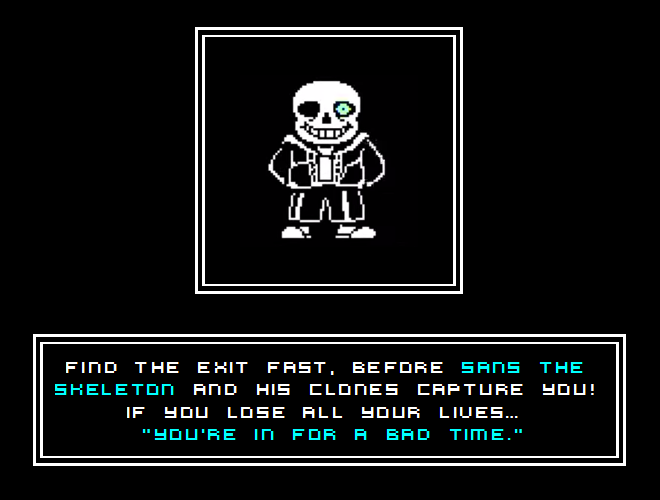 FIND THE EXIT FAST, BEFORE SANS THE
SKELETON AND HIS CLONES CAPTURE YOU!
IF YOU LOSE ALL YOUR LIVES...
"YOU'RE IN FOR A BAD TIME."